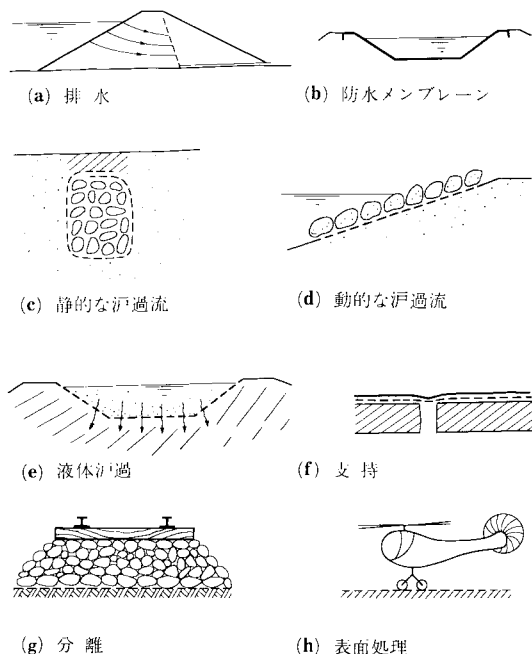 (a) 排水
(b) 防水メンブレーン
(c) 静的な沪過流
(d) 動的な沪過流
(e) 液体沪過
(f) 支持
(g) 分離
(h) 表面処理